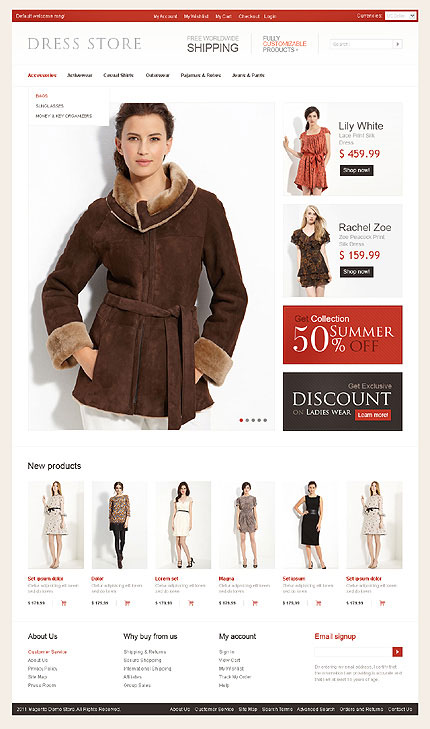 Default welcome msg!
My Account My Wishlist My Cart Checkout Login
Currencies:
DRESS STORE
FREE WORLDWIDE
SHIPPING
FULLY
CUSTOMIZABLE
PRODUCTS
Search
Accessories Activewear Casual Shirts Outerwear Pajamas & Robes Jeans & Pants
BAGS
SUNGLASSES
MONEY & KEY ORGANIZERS
Lily White
Lace Print Silk
Dress
$ 459.99
Shop now!
Rachel Zoe
Zoe Peacock Print
Silk Dress
$ 159.99
Shop now!
Get Collection
50% SUMMER
OFF
Get Exclusive
DISCOUNT
ON LADIES WEAR
Learn more!
New products
Set ipsum dolor
Dolor
Lorem set
Magna
Set ipsum
Set ipsum dolor
$ 179.99
$ 179.99
$ 179.99
$ 179.99
$ 179.99
$ 179.99
About Us
Customer Service
About Us
Privacy Policy
Site Map
Press Room
Why buy from us
Shipping & Returns
Secure Shopping
International Shipping
Affiliates
Group Sales
My account
Sign In
View Cart
My Wishlist
Track My Order
Help
Email signup
2011 Magento Demo Store. All Rights Reserved.
About Us Customer Service Site Map Search Terms Advanced Search Orders and Returns Contact Us